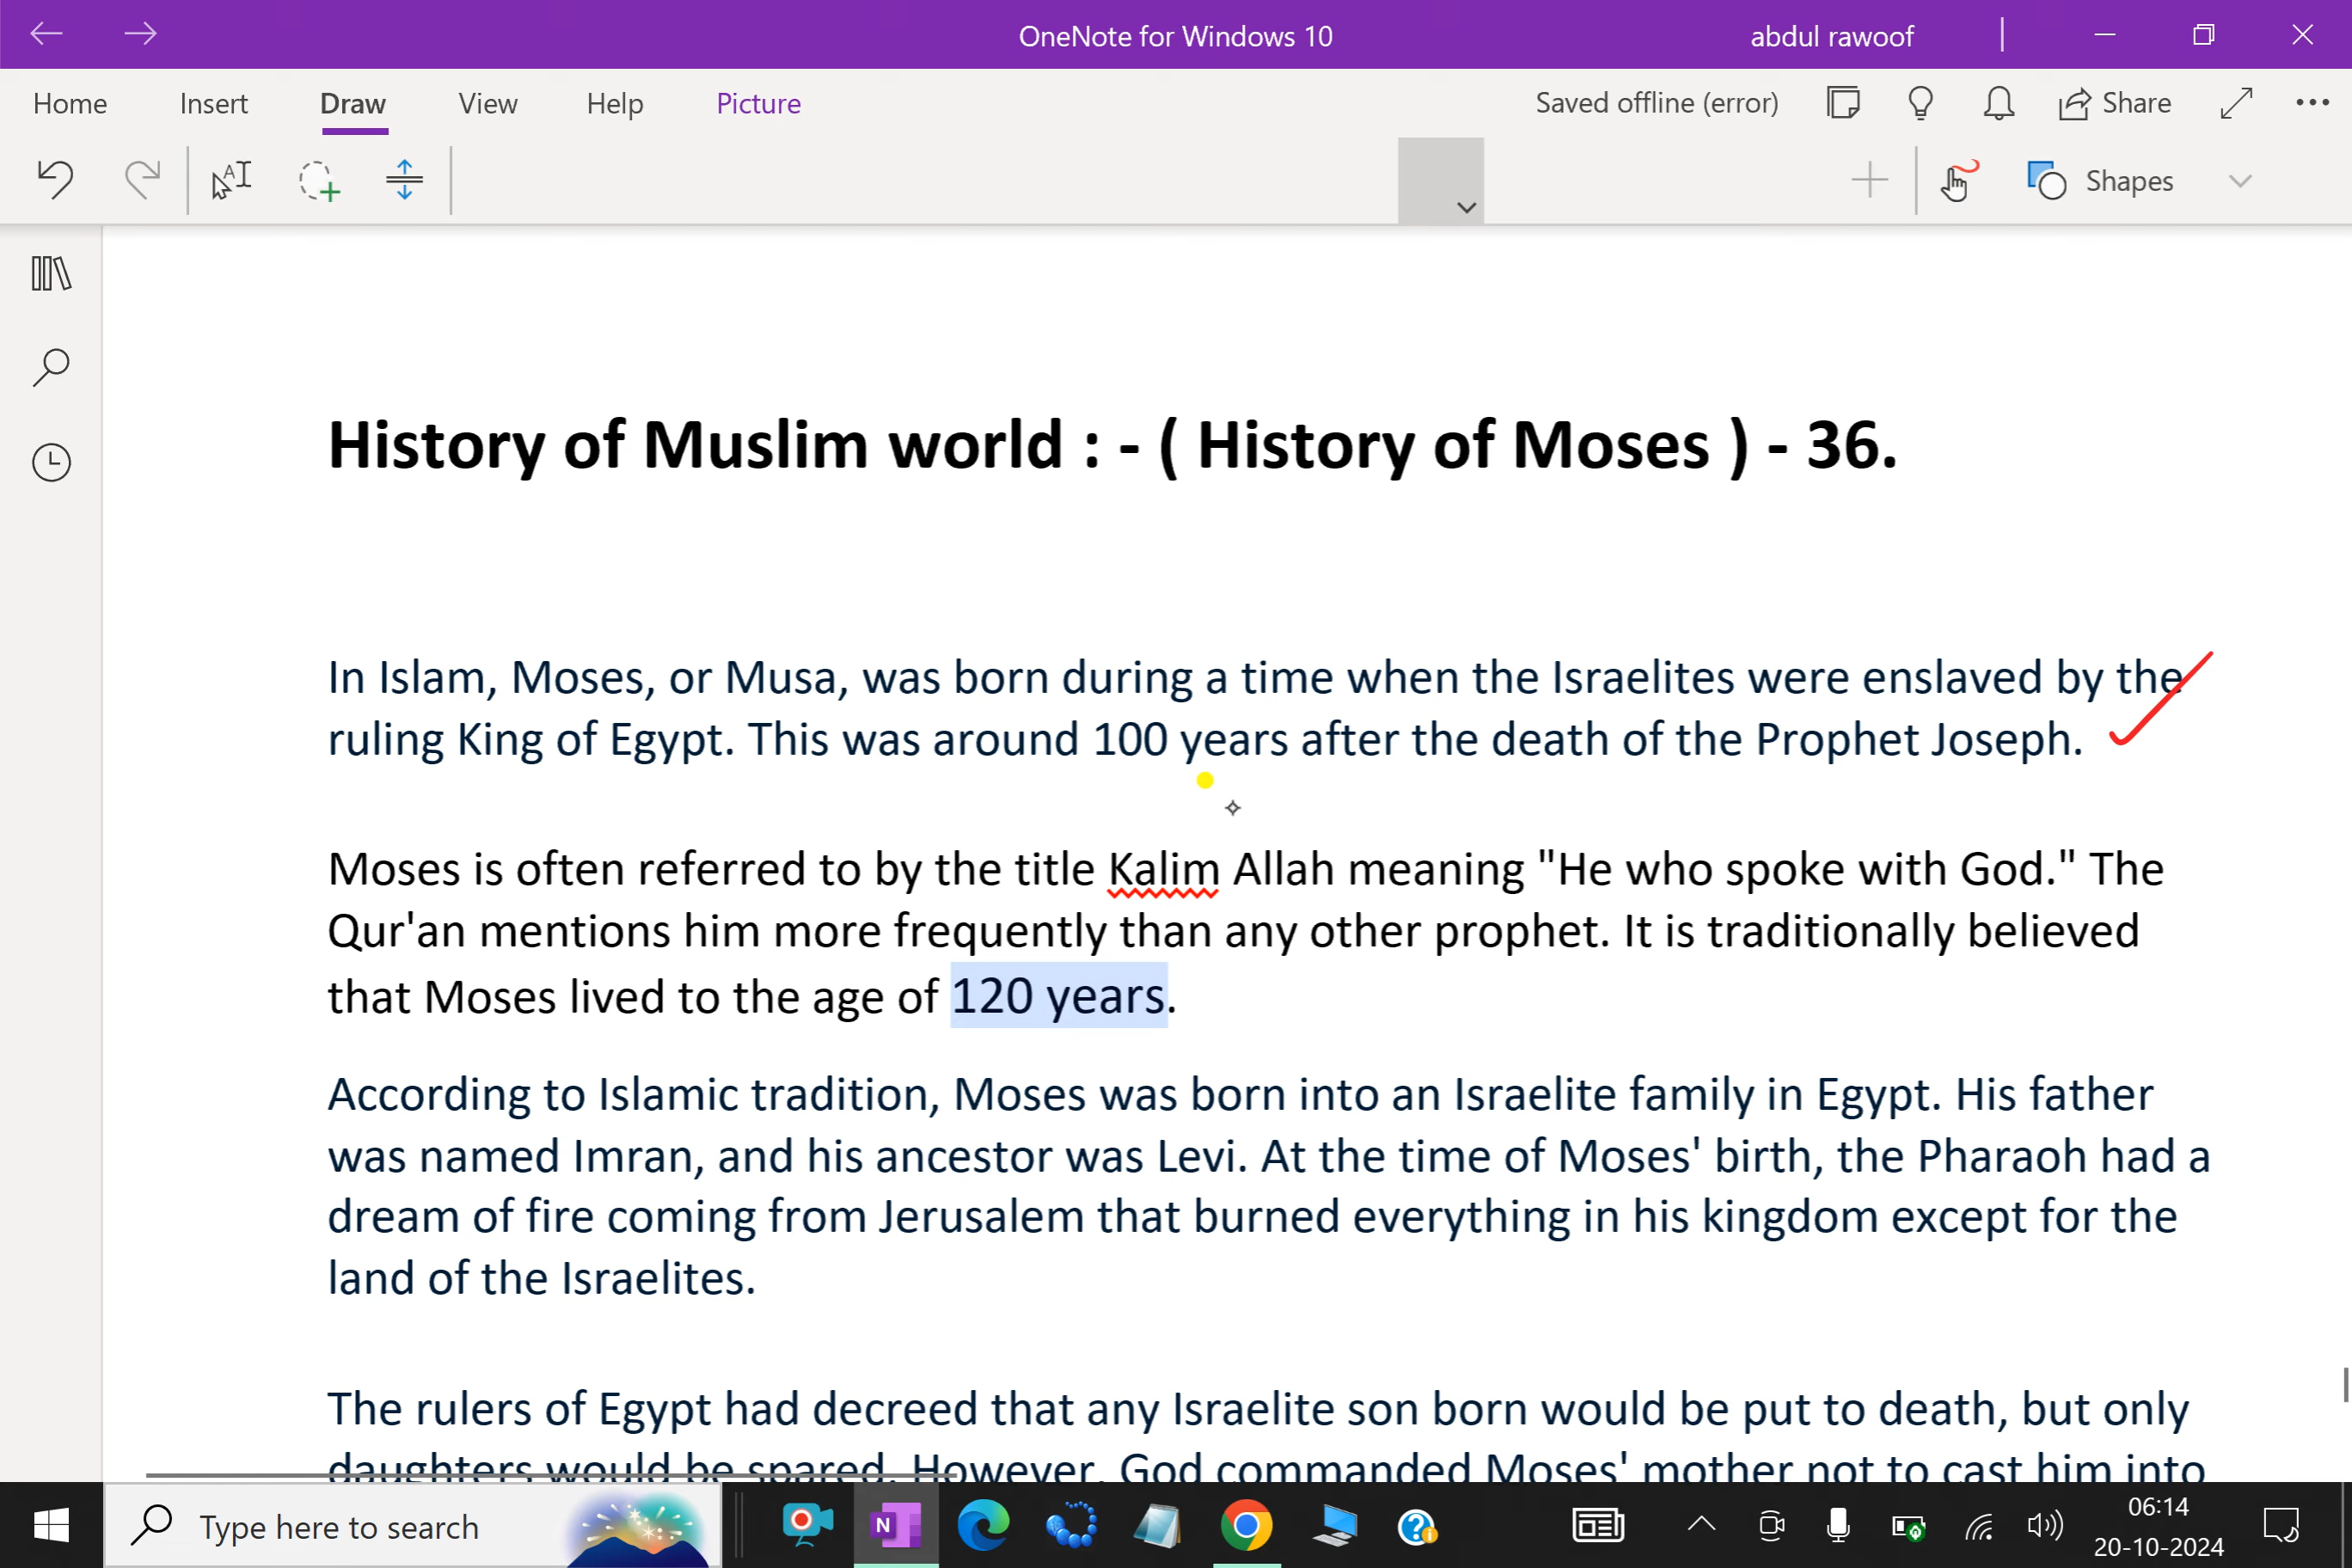 OneNote for Windows 10
abdul rawoof
Home Insert Draw View Help Picture
Saved offline (error)
Share
Shapes
History of Muslim world : - ( History of Moses ) - 36.
In Islam, Moses, or Musa, was born during a time when the Israelites were enslaved by the
ruling King of Egypt. This was around 100 years after the death of the Prophet Joseph.
Moses is often referred to by the title Kalim Allah meaning "He who spoke with God." The
Qur'an mentions him more frequently than any other prophet. It is traditionally believed
that Moses lived to the age of 120 years.
According to Islamic tradition, Moses was born into an Israelite family in Egypt. His father
was named Imran, and his ancestor was Levi. At the time of Moses' birth, the Pharaoh had a
dream of fire coming from Jerusalem that burned everything in his kingdom except for the
land of the Israelites.
The rulers of Egypt had decreed that any Israelite son born would be put to death, but only
daughters would be spared. However, God commanded Moses' mother not to cast him into
Type here to search
06:14
20-10-2024